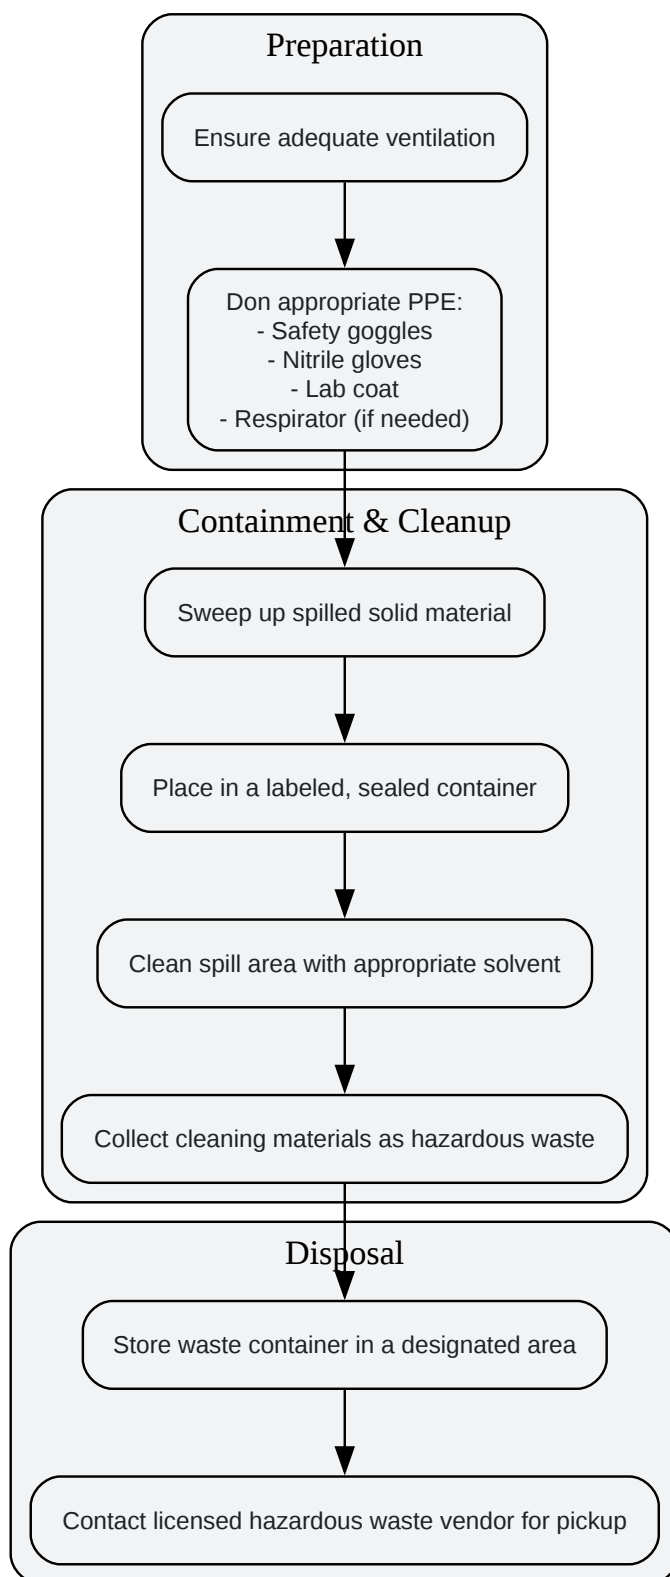 Preparation
Ensure adequate ventilation
Don appropriate PPE:
- Safety goggles
- Nitrile gloves
- Lab coat
- Respirator (if needed)
Containment & Cleanup
Sweep up spilled solid material
Place in a labeled, sealed container
Clean spill area with appropriate solvent
Collect cleaning materials as hazardous waste
Disposal
Store waste container in a designated area
Contact licensed hazardous waste vendor for pickup